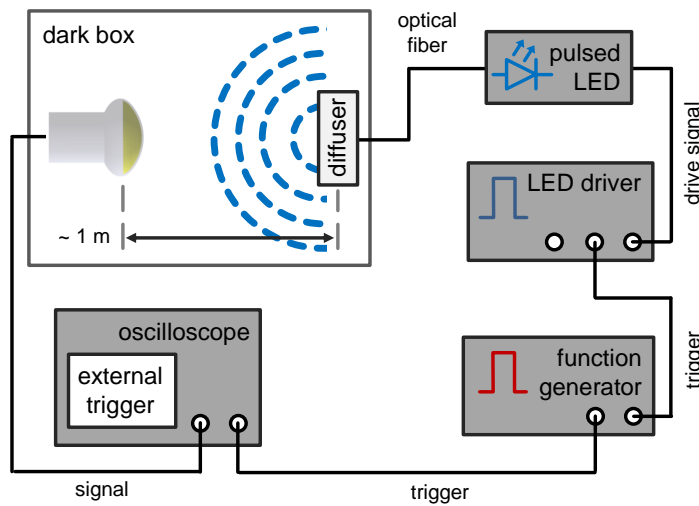 dark box
optical
fiber
pulsed
LED
diffuser
drive signal
LED driver
~ 1 m
oscilloscope
external
trigger
function
generator
trigger
signal
trigger